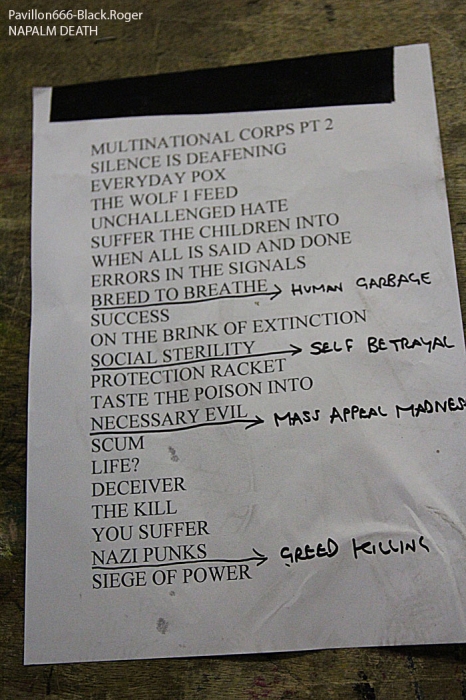 Pavillon666-Black.Roger
NAPALM DEATH
MULTINATIONAL CORPS PT 2
SILENCE IS DEAFENING
EVERYDAY POX
THE WOLF I FEED
UNCHALLENGED HATE
SUFFER THE CHILDREN INTO
WHEN ALL IS SAID AND DONE
ERRORS IN THE SIGNALS
BREED TO BREATHE → HUMAN GARBAGE
SUCCESS
ON THE BRINK OF EXTINCTION
SOCIAL STERILITY → SELF BETRAYAL
PROTECTION RACKET
TASTE THE POISON INTO
NECESSARY EVIL → MASS APPEAL MADNES
SCUM
LIFE?
DECEIVER
THE KILL
YOU SUFFER
NAZI PUNKS → GREED KILLING
SIEGE OF POWER